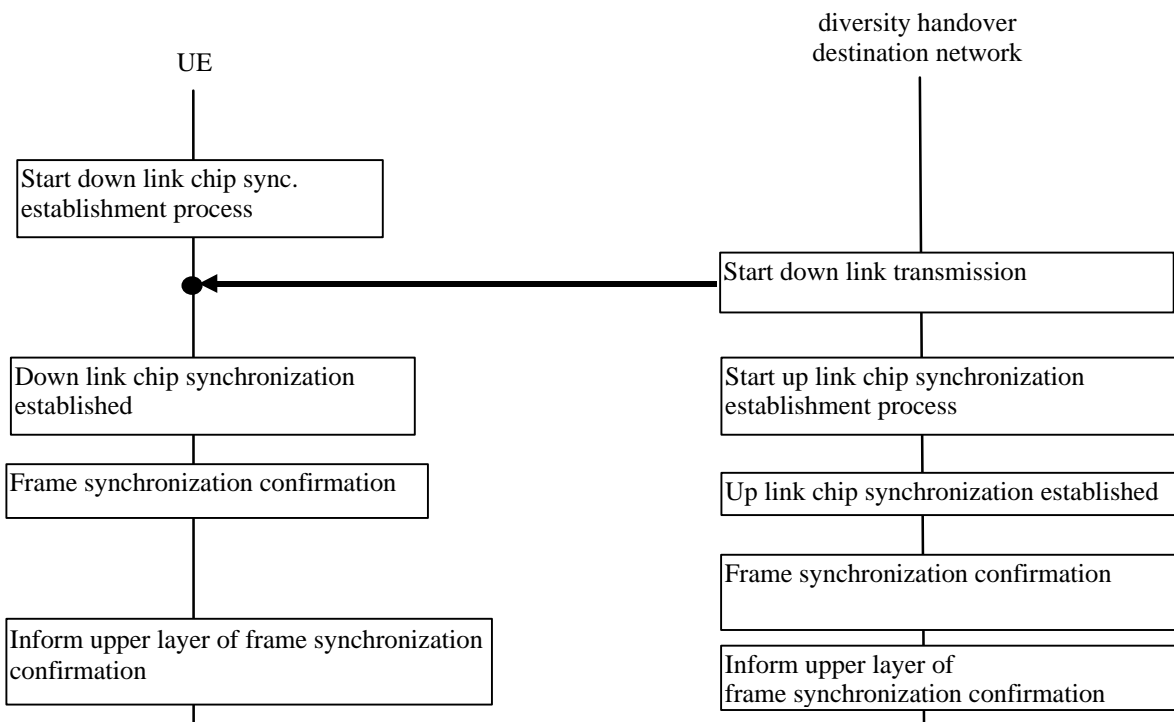 diversity handover
destination network
UE
Start down link chip sync.
establishment process
Start down link transmission
Down link chip synchronization
established
Start up link chip synchronization
establishment process
Frame synchronization confirmation
Up link chip synchronization established
Frame synchronization confirmation
Inform upper layer of frame synchronization
confirmation
Inform upper layer of
frame synchronization confirmation